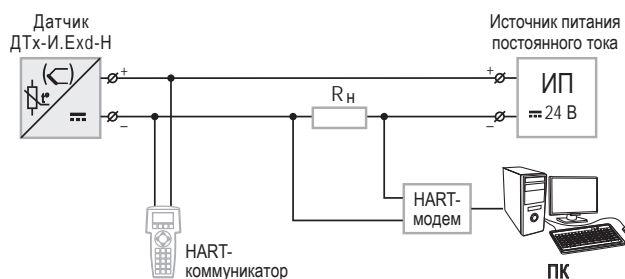 Датчик
ДТх-И.Exd-Н
Источник питания
постоянного тока
+
–
t°
+
–
ИП
24 В
Rн
HART-
модем
HART-
коммуникатор
ПК